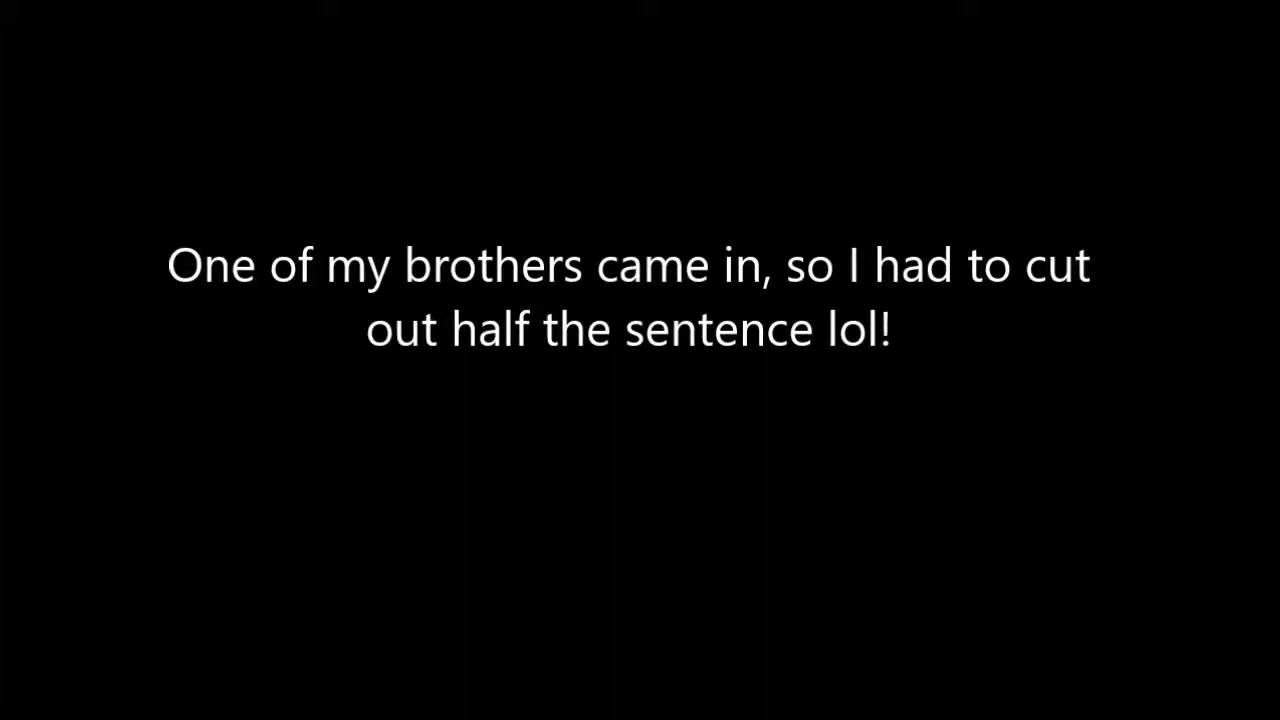 One of my brothers came in, so I had to cut
out half the sentence lol!